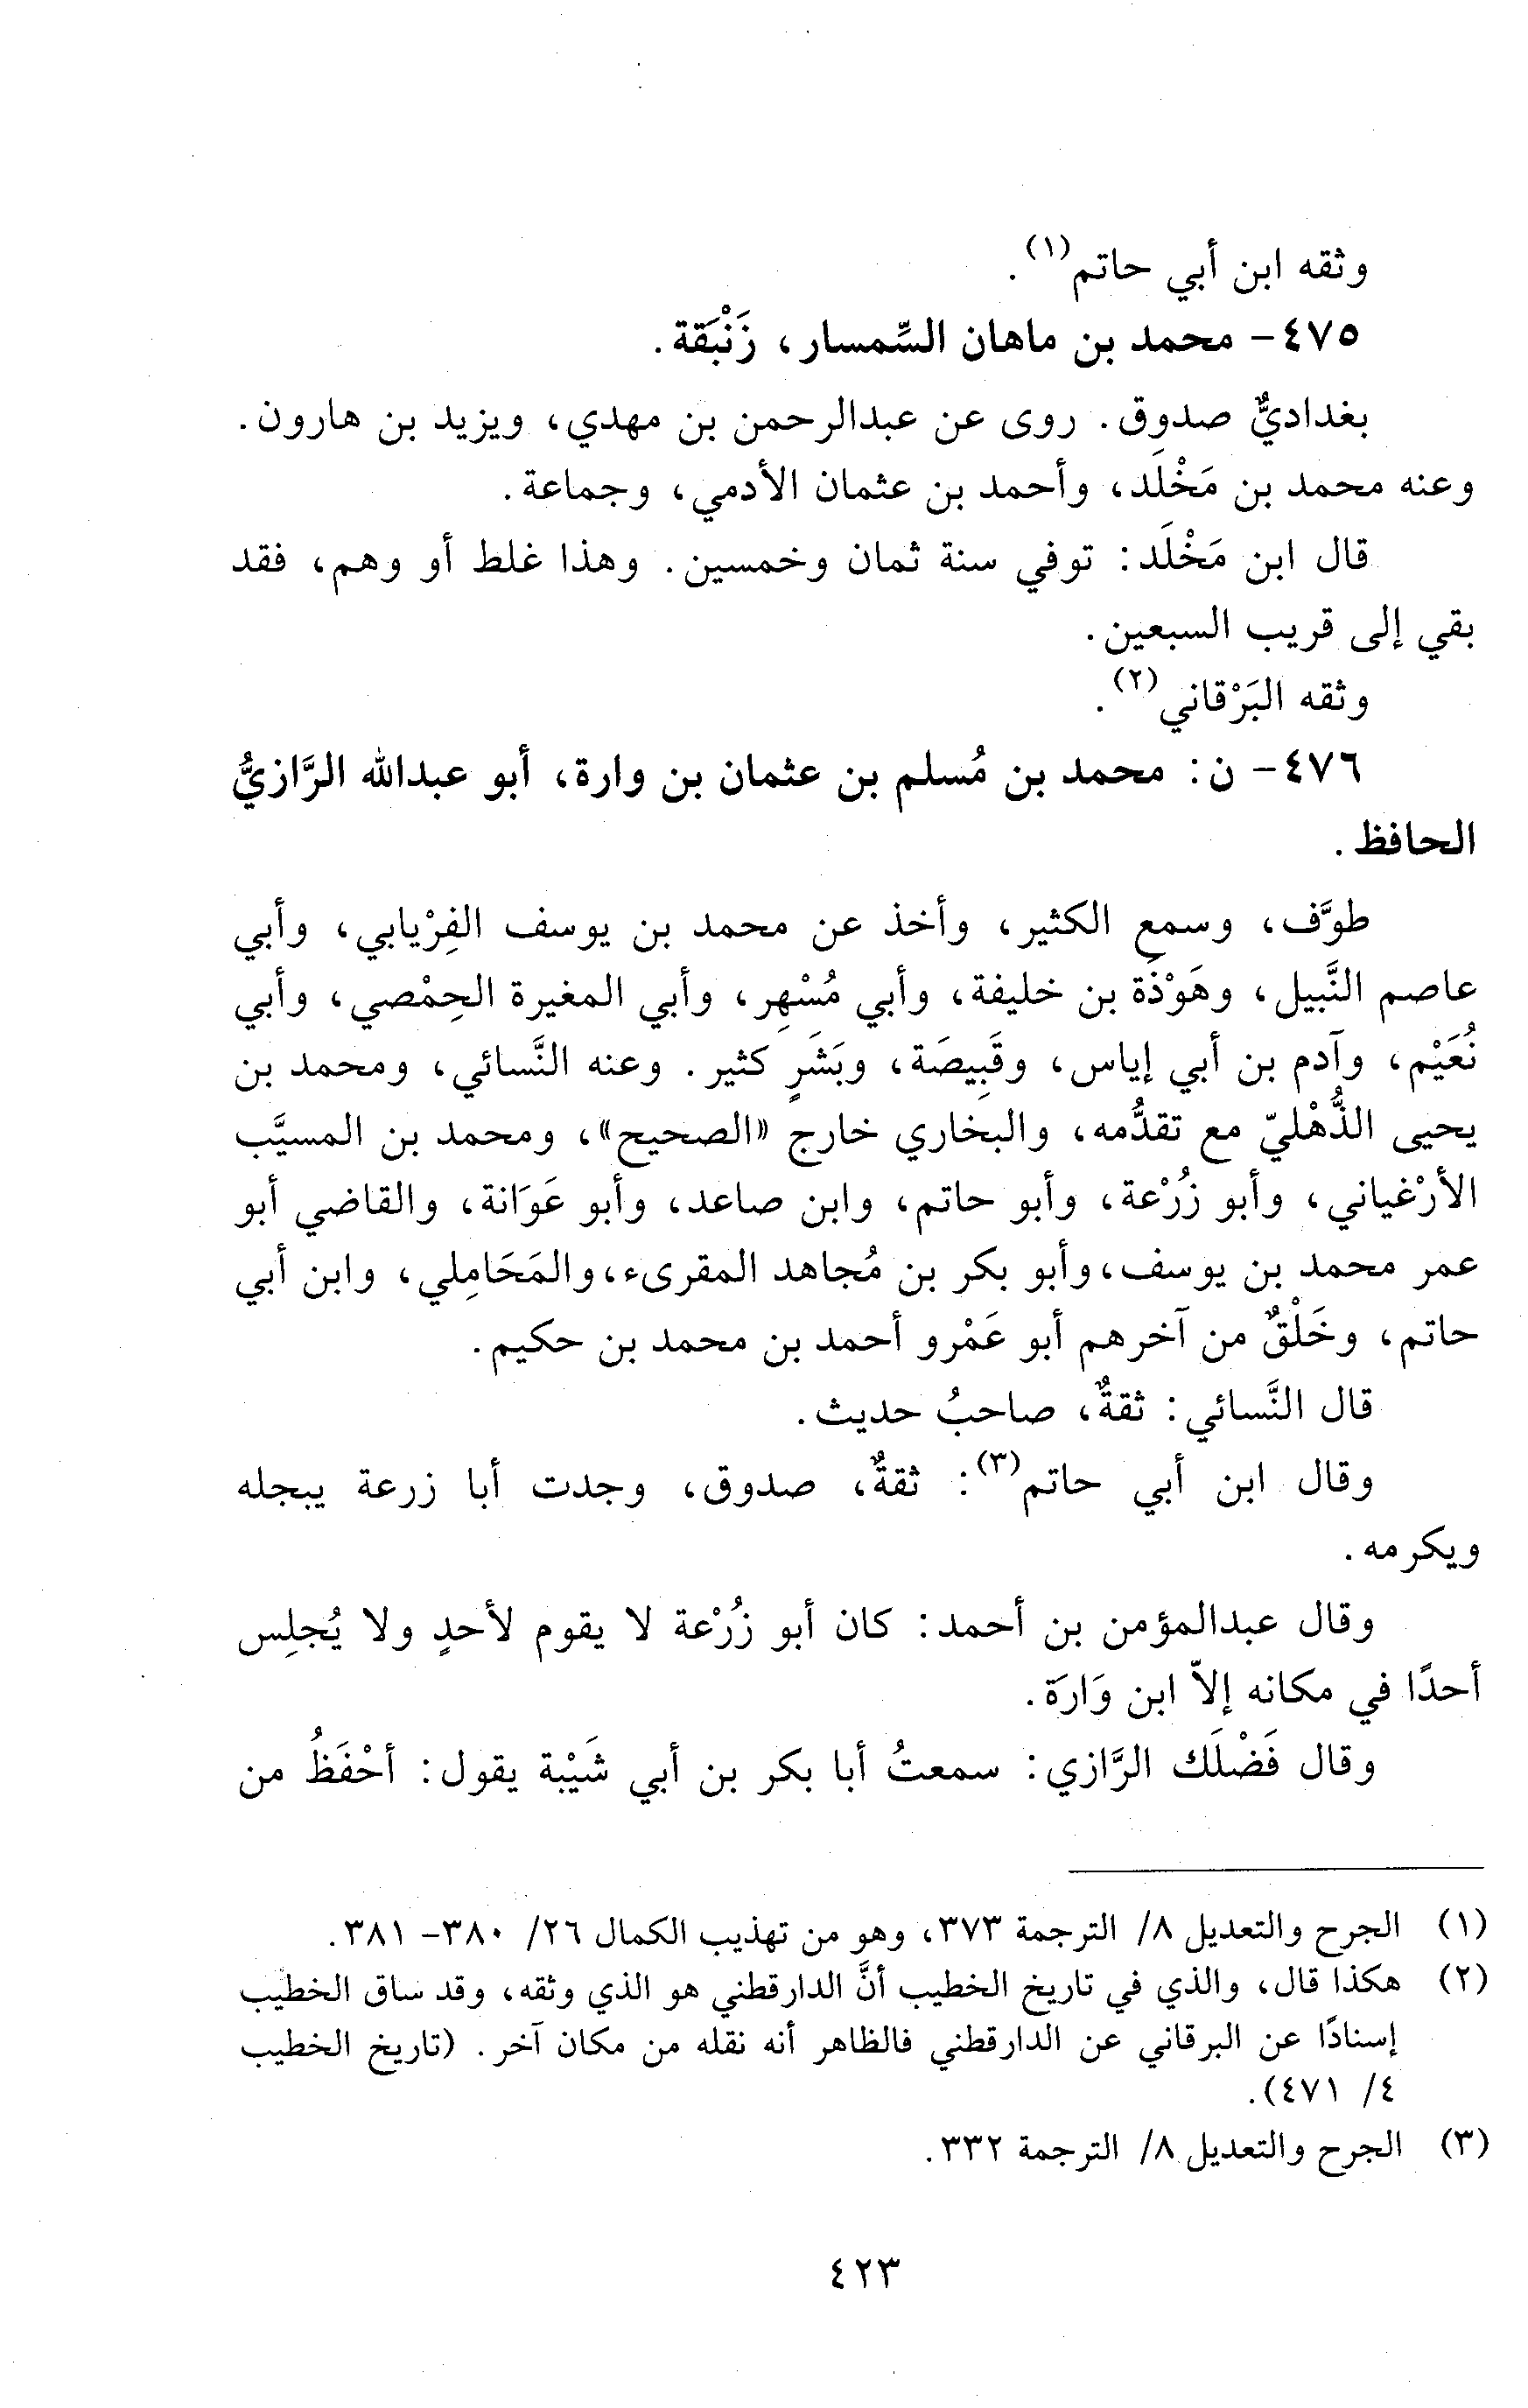 وثقه ابن أبي حاتم(١).
٤٧٥- محمد بن ماهان السِّمسار، زَنْبَقة.
بغداديٌّ صدوق. روى عن عبدالرحمن بن مهدي، ويزيد بن هارون.
وعنه محمد بن مَخْلَد، وأحمد بن عثمان الأدمي، وجماعة.
قال ابن مَخْلَد: توفي سنة ثمان وخمسين. وهذا غلط أو وهم، فقد
بقي إلى قريب السبعين.
وثقه البَرْقاني(٢).
٤٧٦- ن: محمد بن مُسلم بن عثمان بن وارة، أبو عبدالله الرَّازيُّ
الحافظ.
طوَّف، وسمع الكثير، وأخذ عن محمد بن يوسف الفِرْيابي، وأبي
عاصم النَّبيل، وهَوْذَة بن خليفة، وأبي مُسْهِر، وأبي المغيرة الحِمْصي، وأبي
نُعَيْم، وآدم بن أبي إياس، وقَبِيصَة، وبَشَرٍ كثير. وعنه النَّسائي، ومحمد بن
يحيى الذُّهْليّ مع تقدُّمه، والبخاري خارج «الصحيح»، ومحمد بن المسيَّب
الأرْغياني، وأبو زُرْعة، وأبو حاتم، وابن صاعد، وأبو عَوَانة، والقاضي أبو
عمر محمد بن يوسف، وأبو بكر بن مُجاهد المقرىء، والمَحَامِلي، وابن أبي
حاتم، وخَلْقٌ من آخرهم أبو عَمْرو أحمد بن محمد بن حكيم.
قال النَّسائي: ثقةٌ، صاحبُ حديث.
وقال ابن أبي حاتم(٣): ثقةٌ، صدوق، وجدت أبا زرعة يبجله
ويكرمه.
وقال عبدالمؤمن بن أحمد: كان أبو زُرْعة لا يقوم لأحدٍ ولا يُجلِس
أحدًا في مكانه إلاّ ابن وَارَة.
وقال فَضْلَك الرَّازي: سمعتُ أبا بكر بن أبي شَيْبة يقول: أحْفَظُ من
(١) الجرح والتعديل ٨/ الترجمة ٣٧٣، وهو من تهذيب الكمال ٢٦/ ٣٨٠- ٣٨١.
(٢) هكذا قال، والذي في تاريخ الخطيب أنَّ الدارقطني هو الذي وثقه، وقد ساق الخطيب
إسنادًا عن البرقاني عن الدارقطني فالظاهر أنه نقله من مكان آخر. (تاريخ الخطيب
٤/ ٤٧١).
(٣) الجرح والتعديل ٨/ الترجمة ٣٣٢.
٤٢٣